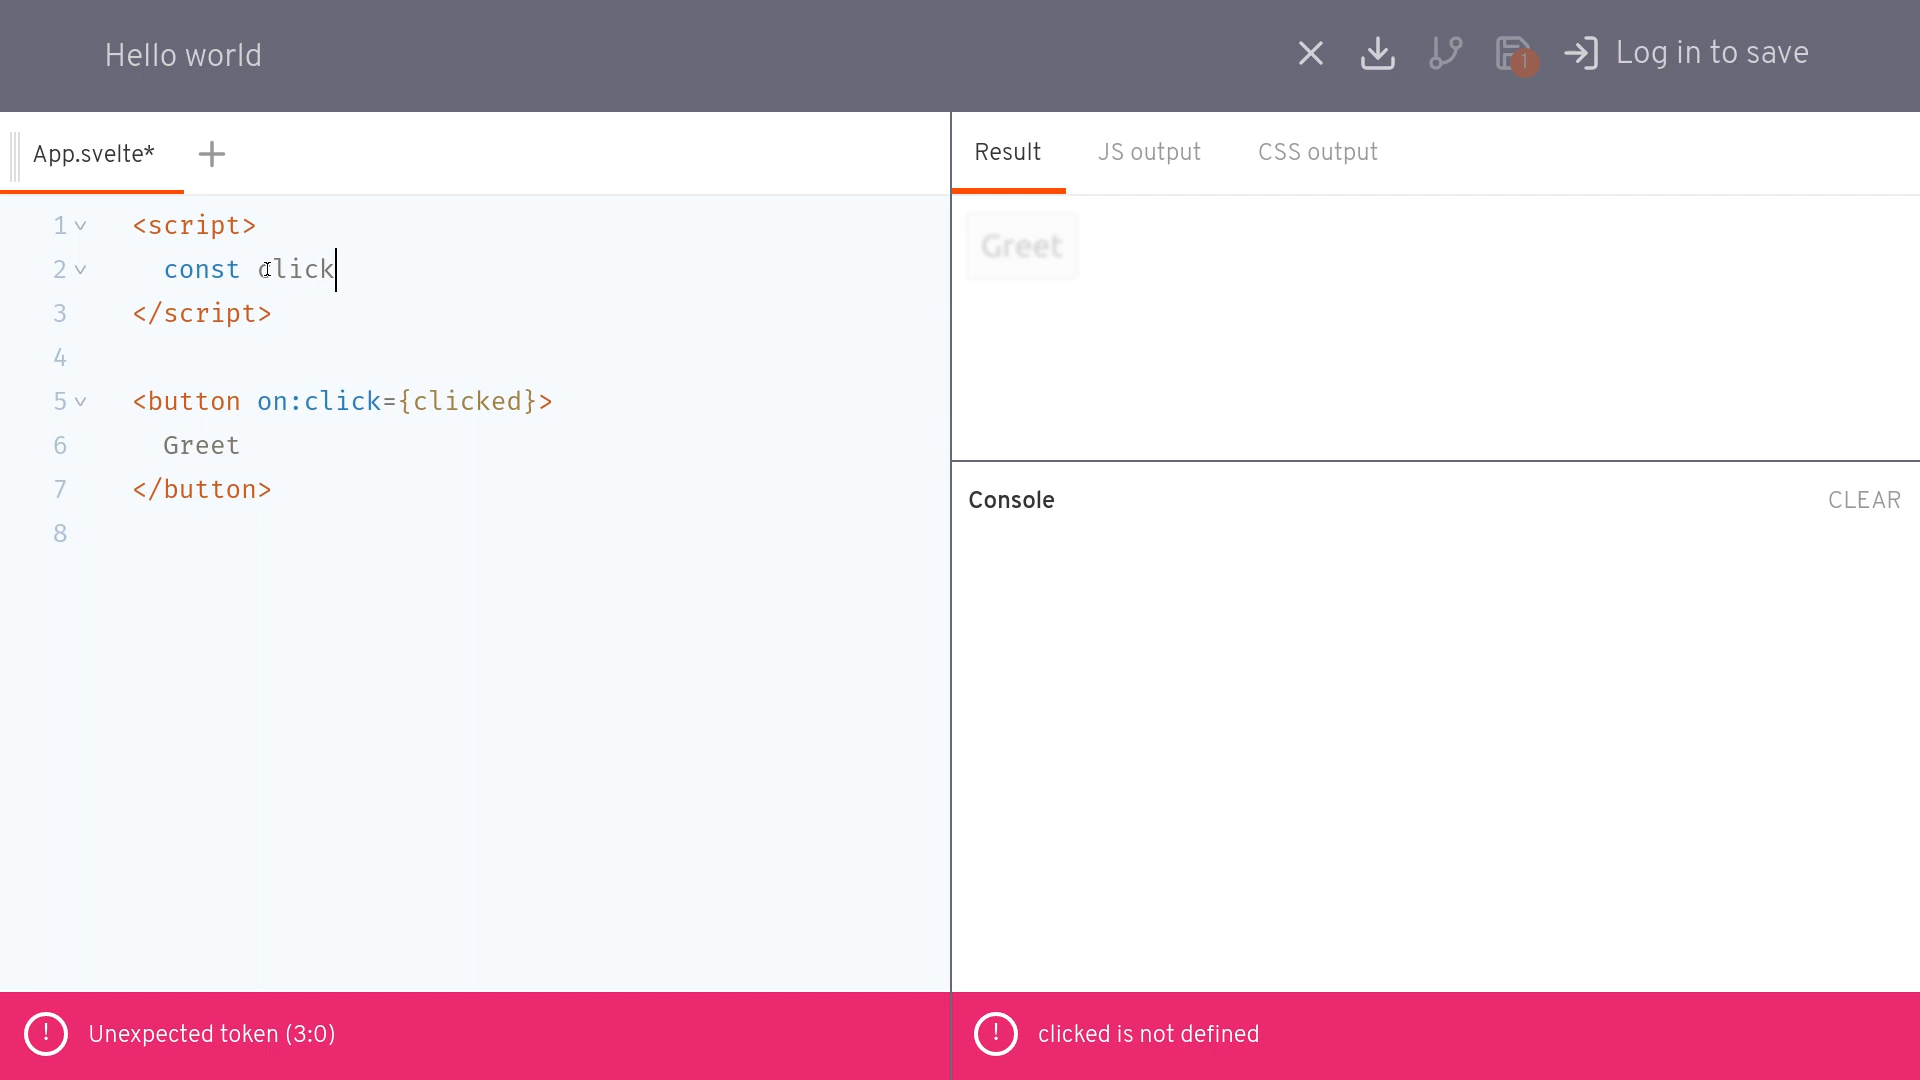 Hello world
1
Log in to save
App.svelte*
Result
JS output
CSS output
1 <script>
2 const click
3 </script>
4
5 <button on:click={clicked}>
6 Greet
7 </button>
8
Greet
Console
CLEAR
! Unexpected token (3:0)
! clicked is not defined